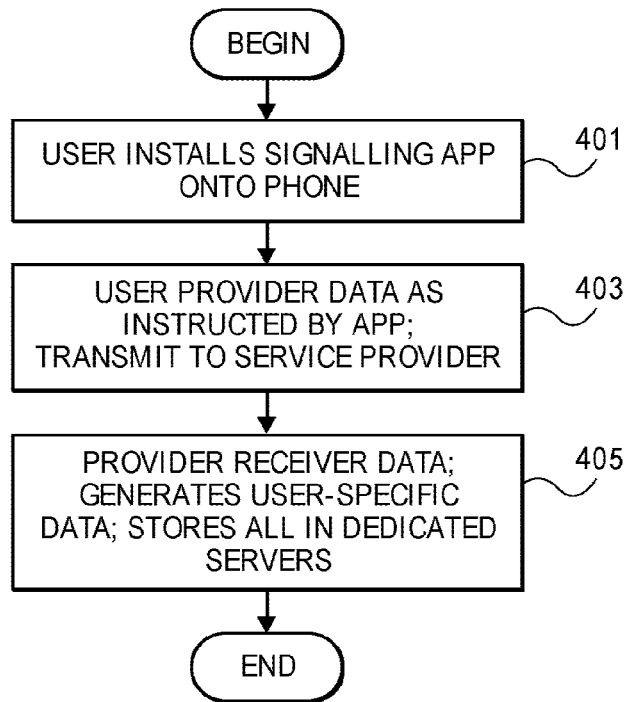 BEGIN
USER INSTALLS SIGNALLING APP
ONTO PHONE
401
USER PROVIDER DATA AS
INSTRUCTED BY APP;
TRANSMIT TO SERVICE PROVIDER
403
PROVIDER RECEIVER DATA;
GENERATES USER-SPECIFIC
DATA; STORES ALL IN DEDICATED
SERVERS
405
END